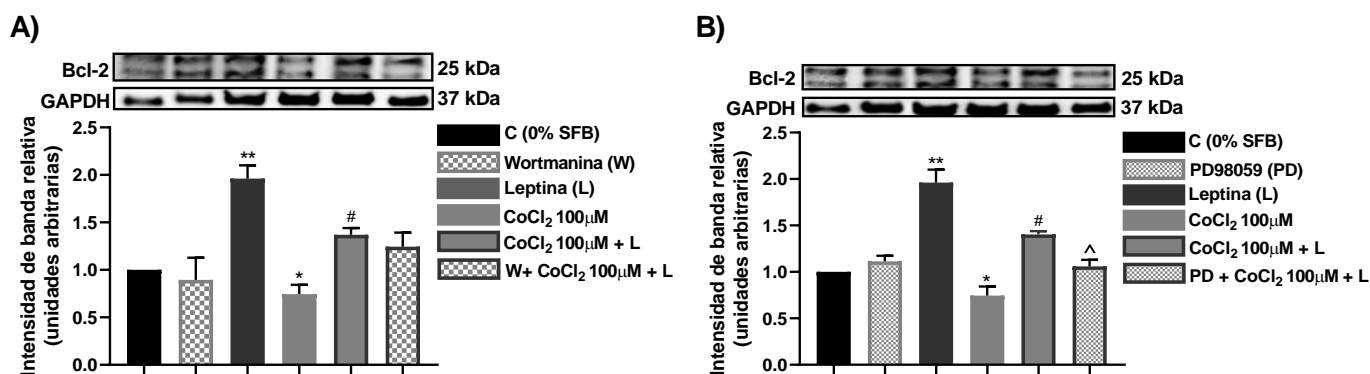 A)
Bcl-2
25 kDa
GAPDH
37 kDa
Intensidad de banda relativa
(unidades arbitrarias)
2.5
2.0
1.5
1.0
0.5
0.0
**
*
#
C (0% SFB)
Wortmanina (W)
Leptina (L)
CoCl₂ 100μM
CoCl₂ 100μM + L
W+ CoCl₂ 100μM + L
B)
Bcl-2
25 kDa
GAPDH
37 kDa
Intensidad de banda relativa
(unidades arbitrarias)
2.5
2.0
1.5
1.0
0.5
0.0
**
*
#
^
C (0% SFB)
PD98059 (PD)
Leptina (L)
CoCl₂ 100μM
CoCl₂ 100μM + L
PD + CoCl₂ 100μM + L